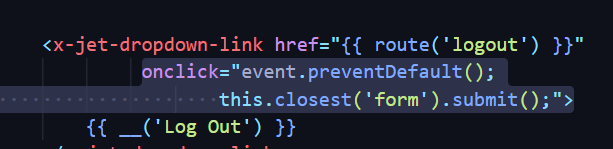 <x-jet-dropdown-link href="{{ route('logout') }}"
onclick="event.preventDefault();
this.closest('form').submit();">
{{ __('Log Out') }}